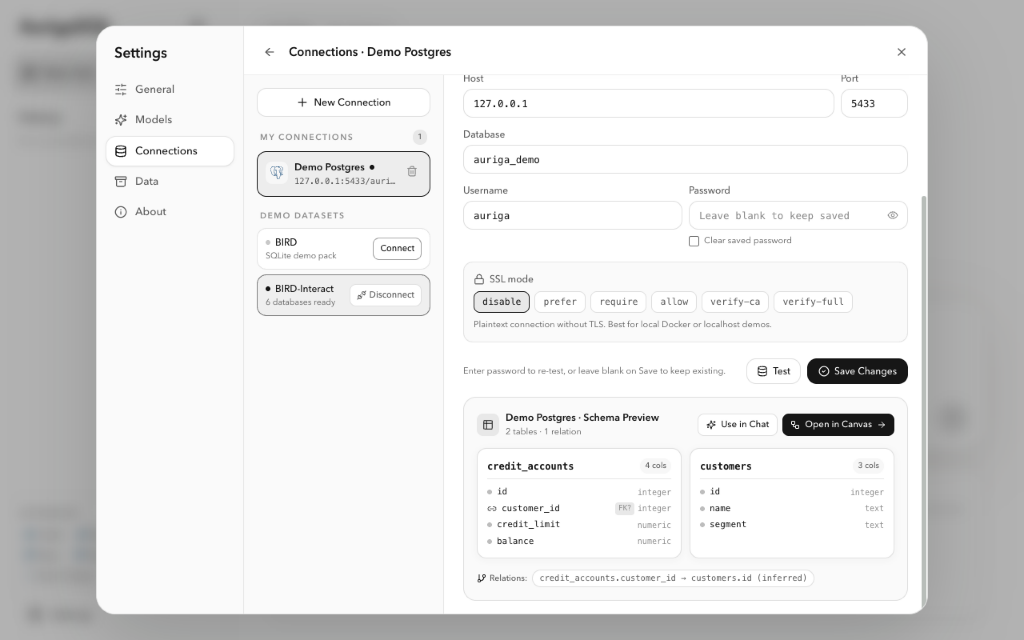 Settings
General
Models
Connections
Data
About
Connections · Demo Postgres
New Connection
MY CONNECTIONS 1
Demo Postgres
127.0.0.1:5433/auri…
DEMO DATASETS
BIRD
SQLite demo pack
Connect
BIRD-Interact
6 databases ready
Disconnect
Host Port
127.0.0.1 5433
Database
auriga_demo
Username Password
auriga Leave blank to keep saved
Clear saved password
SSL mode
disable prefer require allow verify-ca verify-full
Plaintext connection without TLS. Best for local Docker or localhost demos.
Enter password to re-test, or leave blank on Save to keep existing. Test Save Changes
Demo Postgres · Schema Preview
2 tables · 1 relation
Use in Chat Open in Canvas →
credit_accounts 4 cols
id integer
customer_id FK? integer
credit_limit numeric
balance numeric
customers 3 cols
id integer
name text
segment text
Relations: credit_accounts.customer_id → customers.id (inferred)